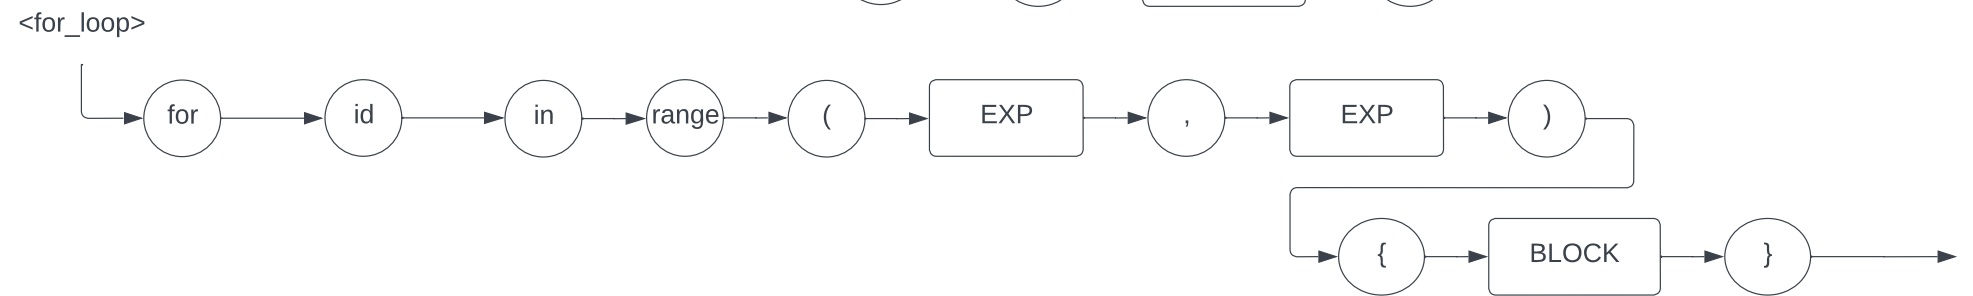 <for_loop>
for id in range ( EXP , EXP )
{ BLOCK }